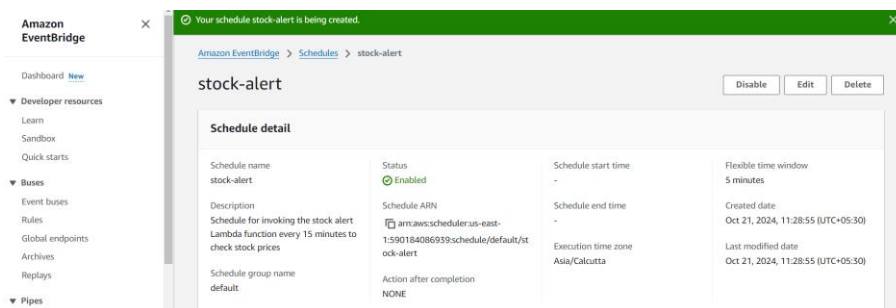 Amazon
EventBridge
Dashboard New
Developer resources
Learn
Sandbox
Quick starts
Buses
Event buses
Rules
Global endpoints
Archives
Replays
Pipes
Your schedule stock-alert is being created.
Amazon EventBridge > Schedules > stock-alert
stock-alert
Disable
Edit
Delete
Schedule detail
Schedule name
stock-alert
Description
Schedule for invoking the stock alert
Lambda function every 15 minutes to
check stock prices
Schedule group name
default
Status
Enabled
Schedule ARN
arn:aws:scheduler:us-east-
1:590184086939:schedule/default/st
ock-alert
Action after completion
NONE
Schedule start time
-
Schedule end time
-
Execution time zone
Asia/Calcutta
Flexible time window
5 minutes
Created date
Oct 21, 2024, 11:28:55 (UTC+05:30)
Last modified date
Oct 21, 2024, 11:28:55 (UTC+05:30)